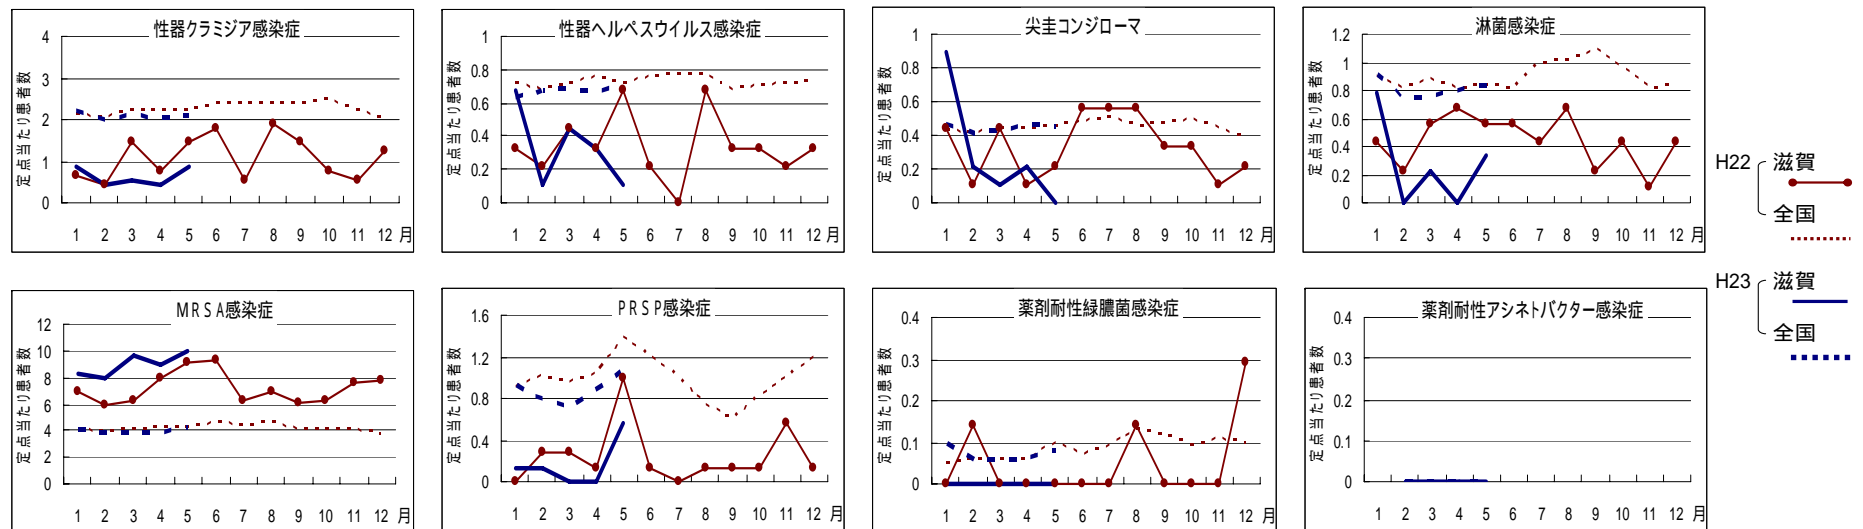 性器クラミジア感染症
定点当たり患者数
4
3
2
1
0
1 2 3 4 5 6 7 8 9 10 11 12 月
性器ヘルペスウイルス感染症
定点当たり患者数
1
0.8
0.6
0.4
0.2
0
1 2 3 4 5 6 7 8 9 10 11 12 月
尖圭コンジローマ
定点当たり患者数
1
0.8
0.6
0.4
0.2
0
1 2 3 4 5 6 7 8 9 10 11 12 月
淋菌感染症
定点当たり患者数
1.2
1
0.8
0.6
0.4
0.2
0
1 2 3 4 5 6 7 8 9 10 11 12 月
H22 滋賀
全国
H23 滋賀
全国
MRSA感染症
定点当たり患者数
12
10
8
6
4
2
0
1 2 3 4 5 6 7 8 9 10 11 12 月
PRSP感染症
定点当たり患者数
1.6
1.2
0.8
0.4
0
1 2 3 4 5 6 7 8 9 10 11 12 月
薬剤耐性緑膿菌感染症
定点当たり患者数
0.4
0.3
0.2
0.1
0
1 2 3 4 5 6 7 8 9 10 11 12 月
薬剤耐性アシネトバクター感染症
定点当たり患者数
0.4
0.3
0.2
0.1
0
1 2 3 4 5 6 7 8 9 10 11 12 月